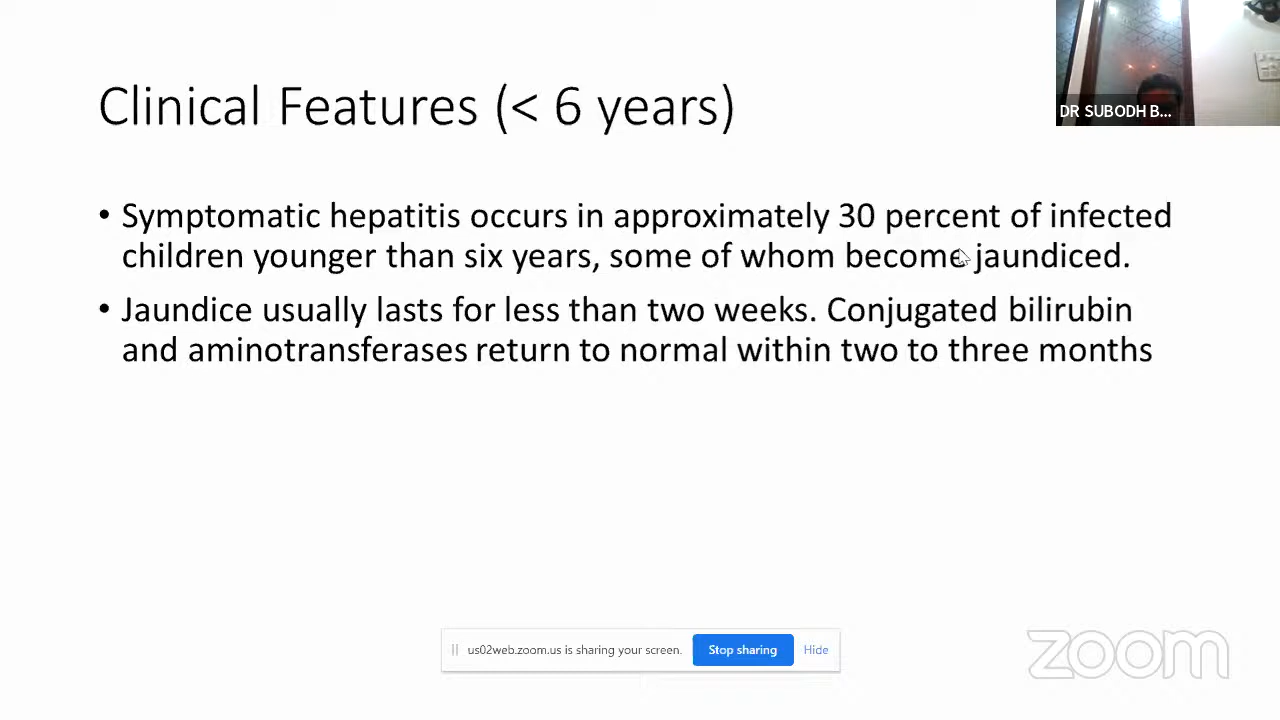 Clinical Features (< 6 years)
DR SUBODH B...
• Symptomatic hepatitis occurs in approximately 30 percent of infected
children younger than six years, some of whom become jaundiced.
• Jaundice usually lasts for less than two weeks. Conjugated bilirubin
and aminotransferases return to normal within two to three months
us02web.zoom.us is sharing your screen.
Stop sharing
Hide
zoom